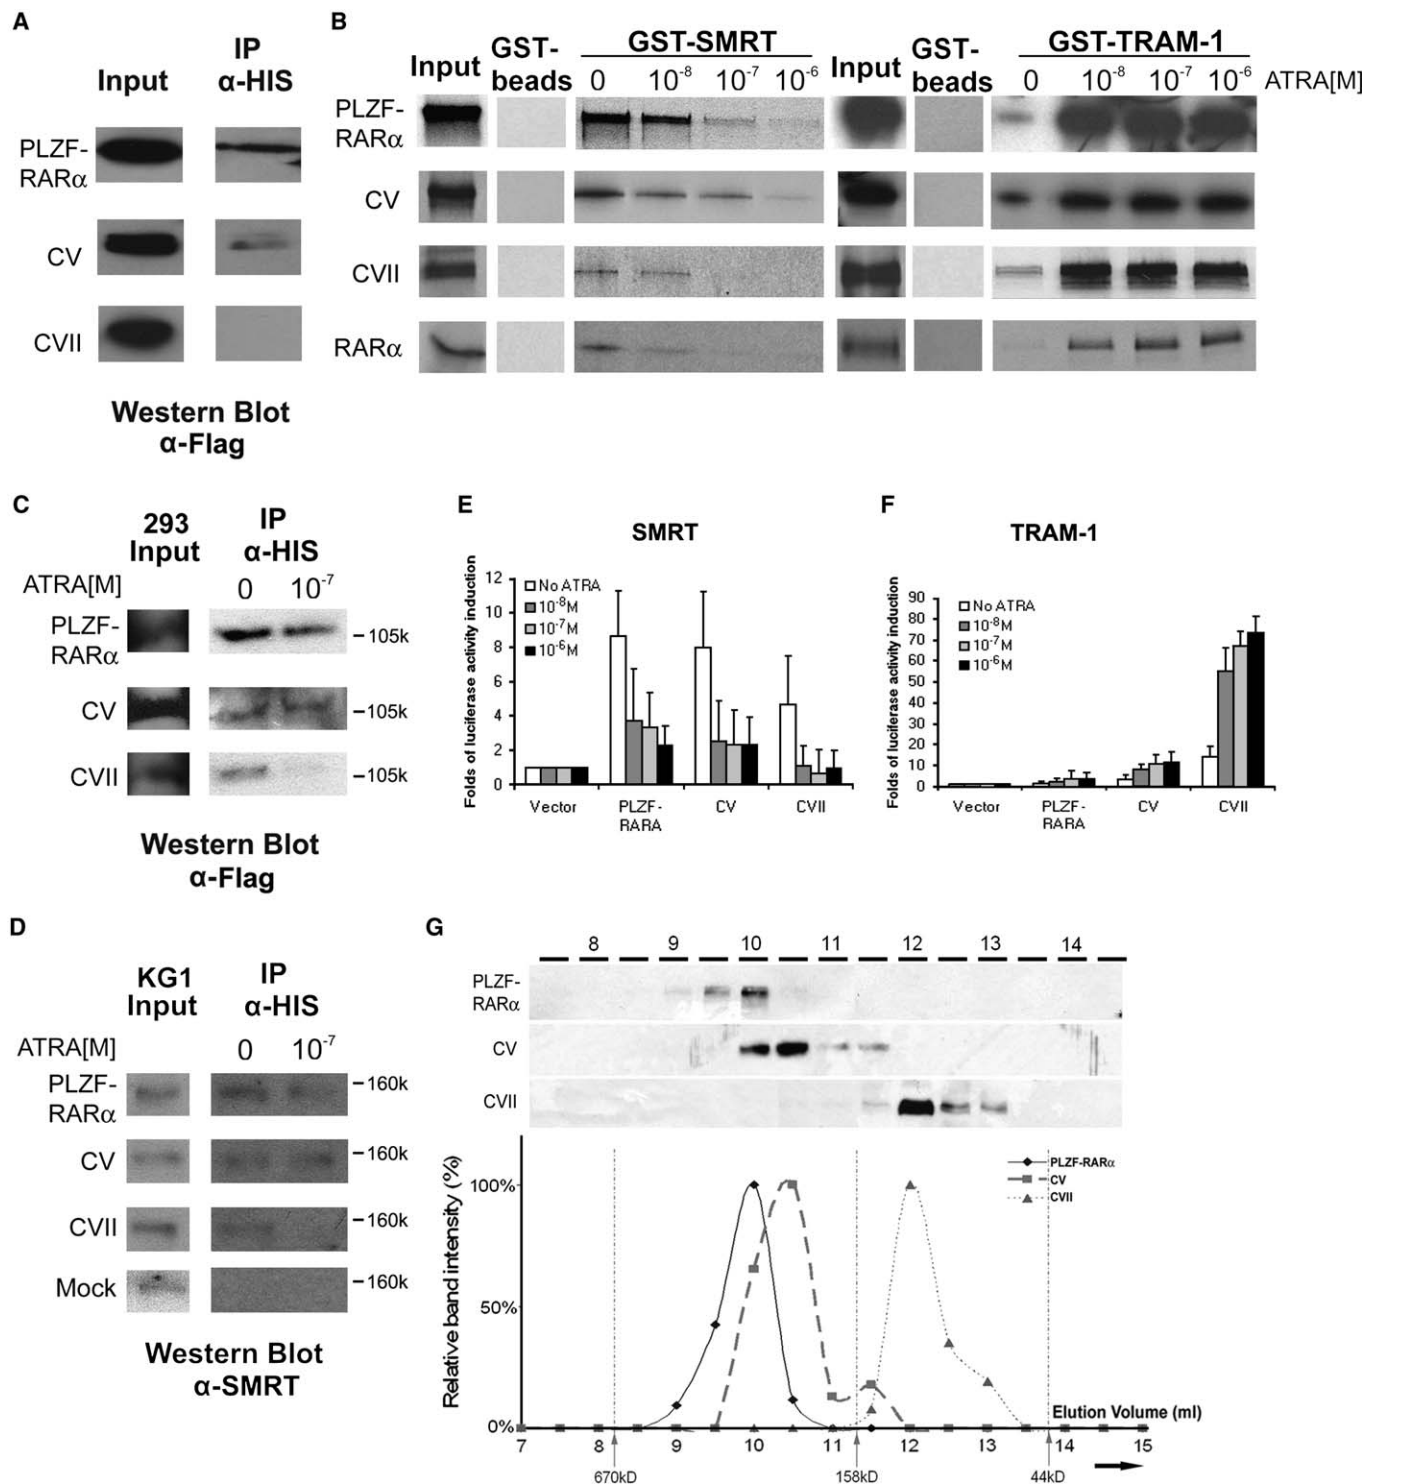 A
Input
IP
α-HIS
PLZF-
RARα
CV
CVII
Western Blot
α-Flag
B
Input
GST-
beads
GST-SMRT
0 10-8 10-7 10-6
Input
GST-
beads
GST-TRAM-1
0 10-8 10-7 10-6 ATRA[M]
PLZF-
RARα
CV
CVII
RARα
C
293
Input
IP
α-HIS
ATRA[M] 0 10-7
PLZF-
RARα
–105k
CV –105k
CVII –105k
Western Blot
α-Flag
E
SMRT
Folds of luciferase activity induction
12
10
8
6
4
2
0
No ATRA
10-8M
10-7M
10-6M
Vector PLZF-
RARA
CV CVII
F
TRAM-1
Folds of luciferase activity induction
90
80
70
60
50
40
30
20
10
0
No ATRA
10-8M
10-7M
10-6M
Vector PLZF-
RARA
CV CVII
D
KG1
Input
IP
α-HIS
ATRA[M] 0 10-7
PLZF-
RARα
–160k
CV –160k
CVII –160k
Mock –160k
Western Blot
α-SMRT
G
8 9 10 11 12 13 14
PLZF-
RARα
CV
CVII
Relative band intensity (%)
100%
50%
0%
PLZF-RARα
CV
CVII
Elution Volume (ml)
7 8 9 10 11 12 13 14 15
670kD 158kD 44kD